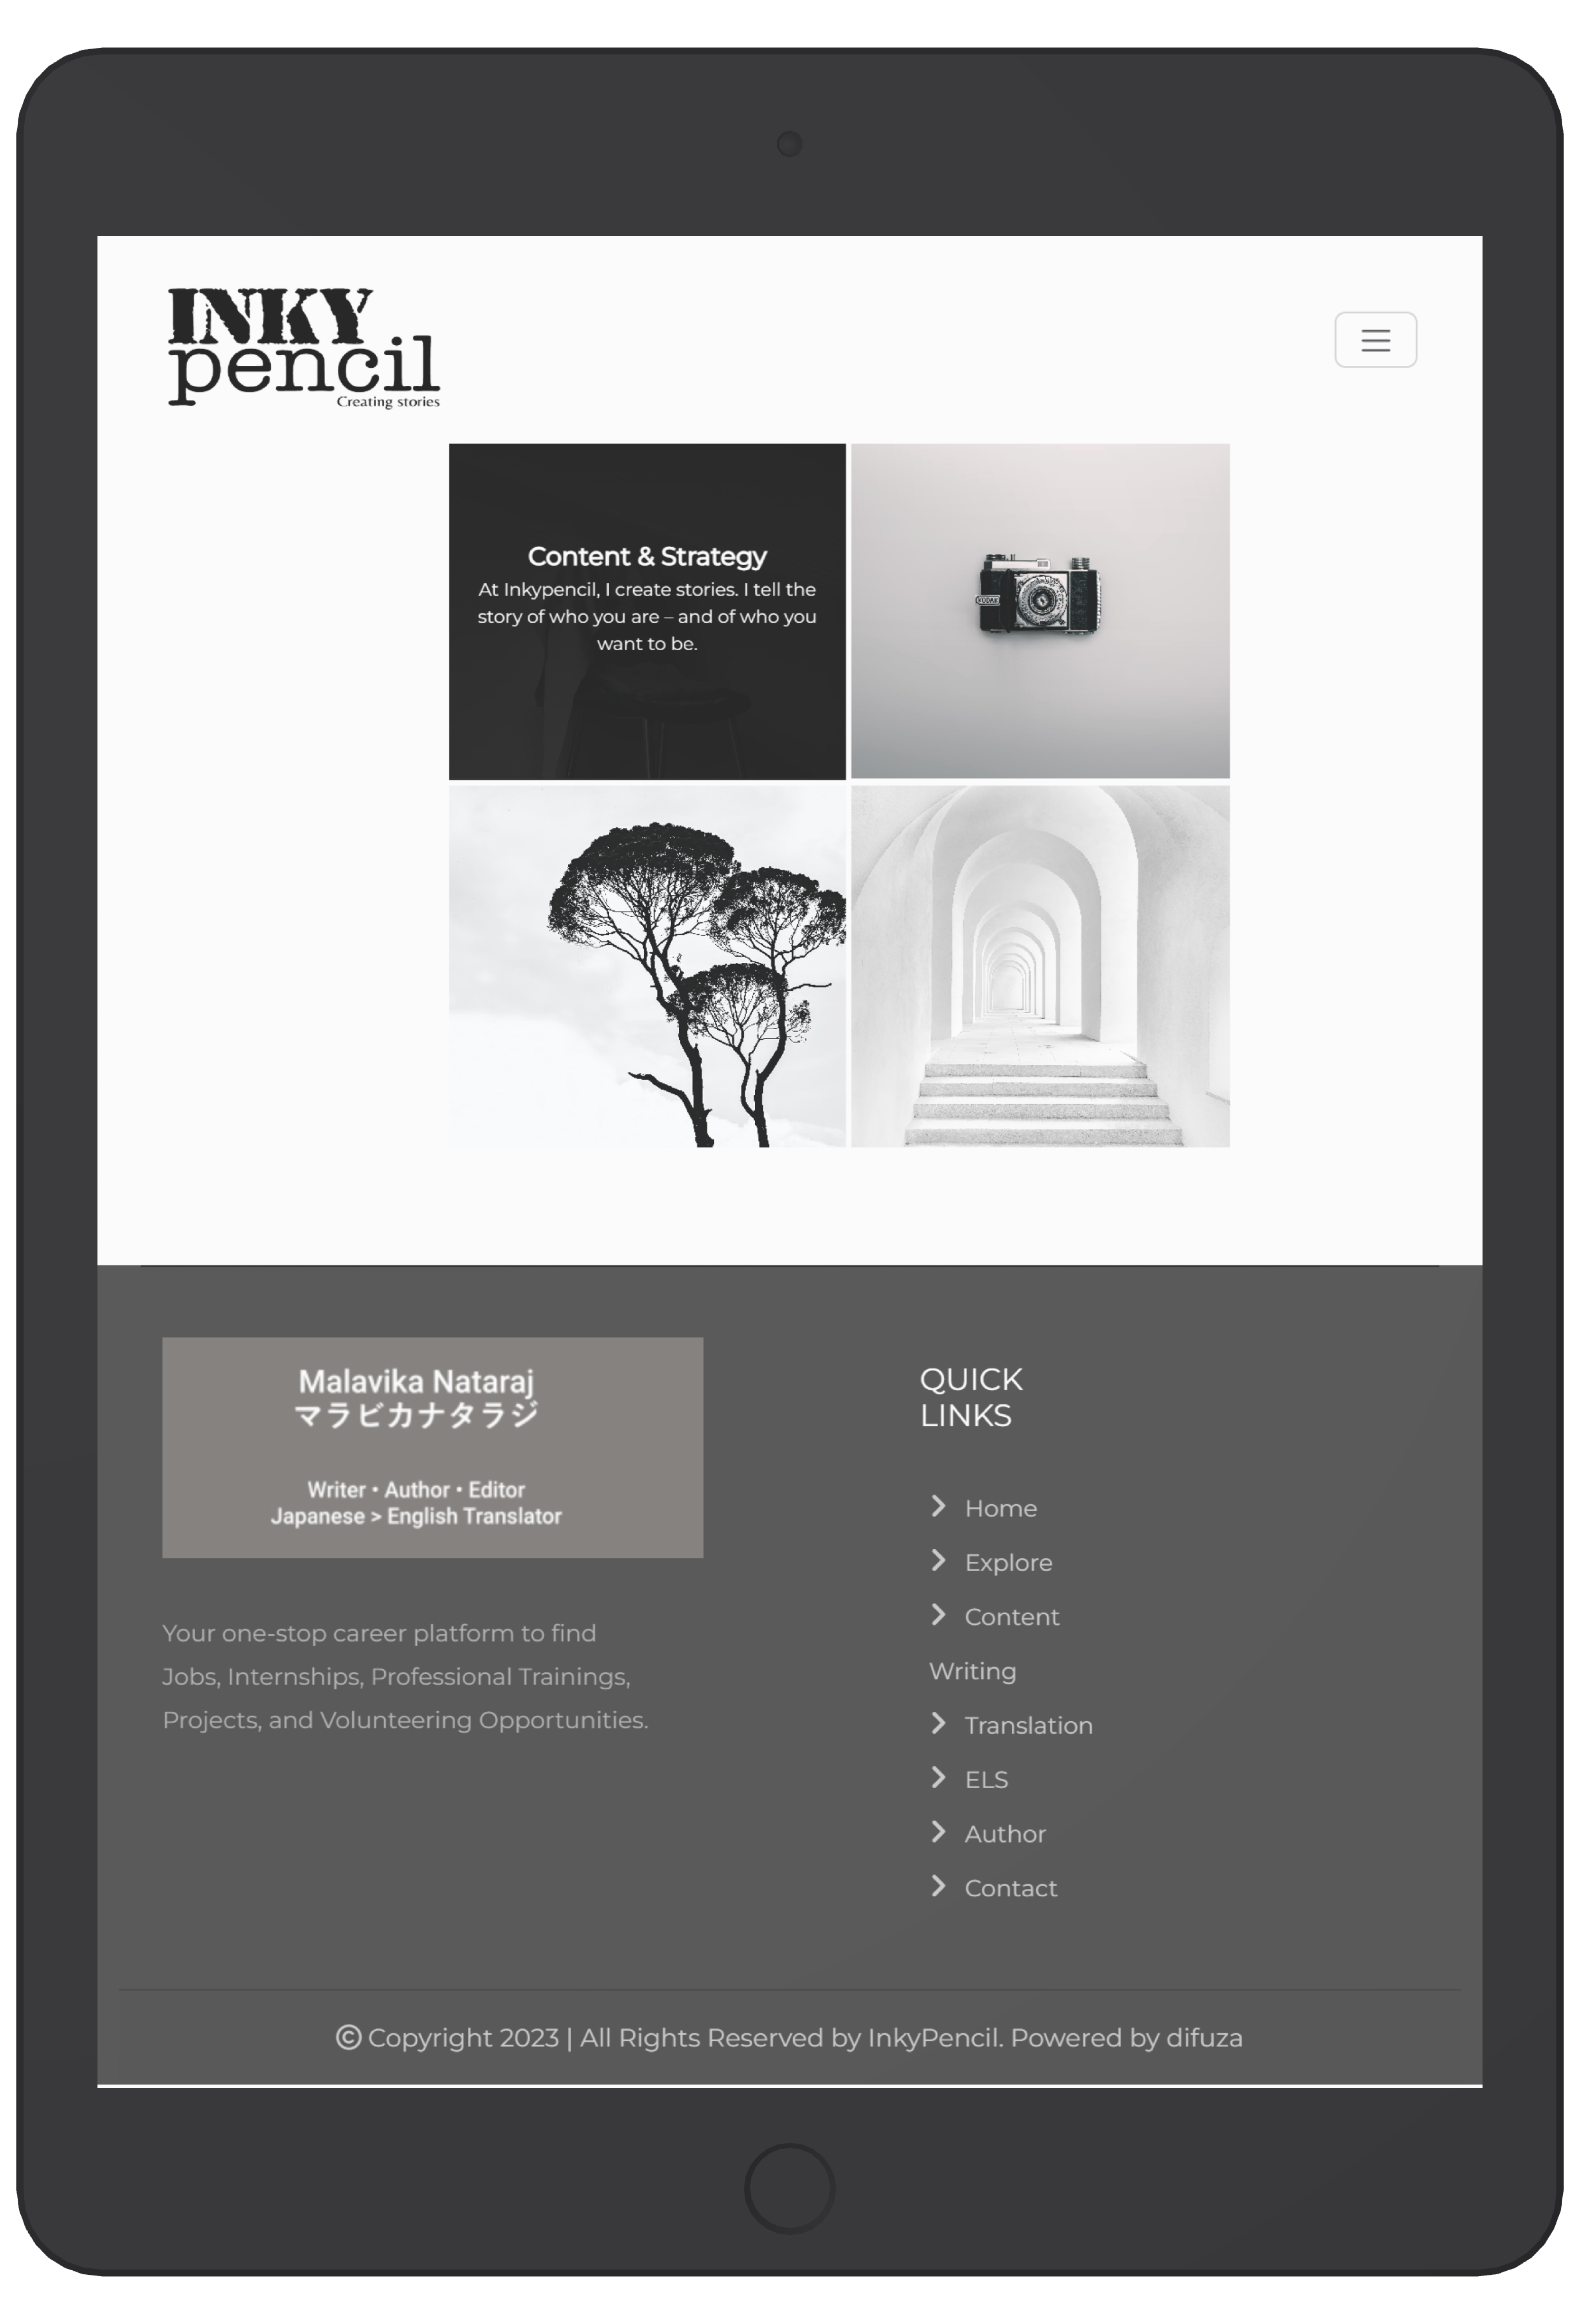 INKY
pencil
Creating stories
Content & Strategy
At Inkypencil, I create stories. I tell the
story of who you are – and of who you
want to be.
KODAK
Malavika Nataraj
マラビカナタラジ
Writer • Author • Editor
Japanese > English Translator
Your one-stop career platform to find
Jobs, Internships, Professional Trainings,
Projects, and Volunteering Opportunities.
QUICK
LINKS
Home
Explore
Content
Writing
Translation
ELS
Author
Contact
© Copyright 2023 | All Rights Reserved by InkyPencil. Powered by difuza